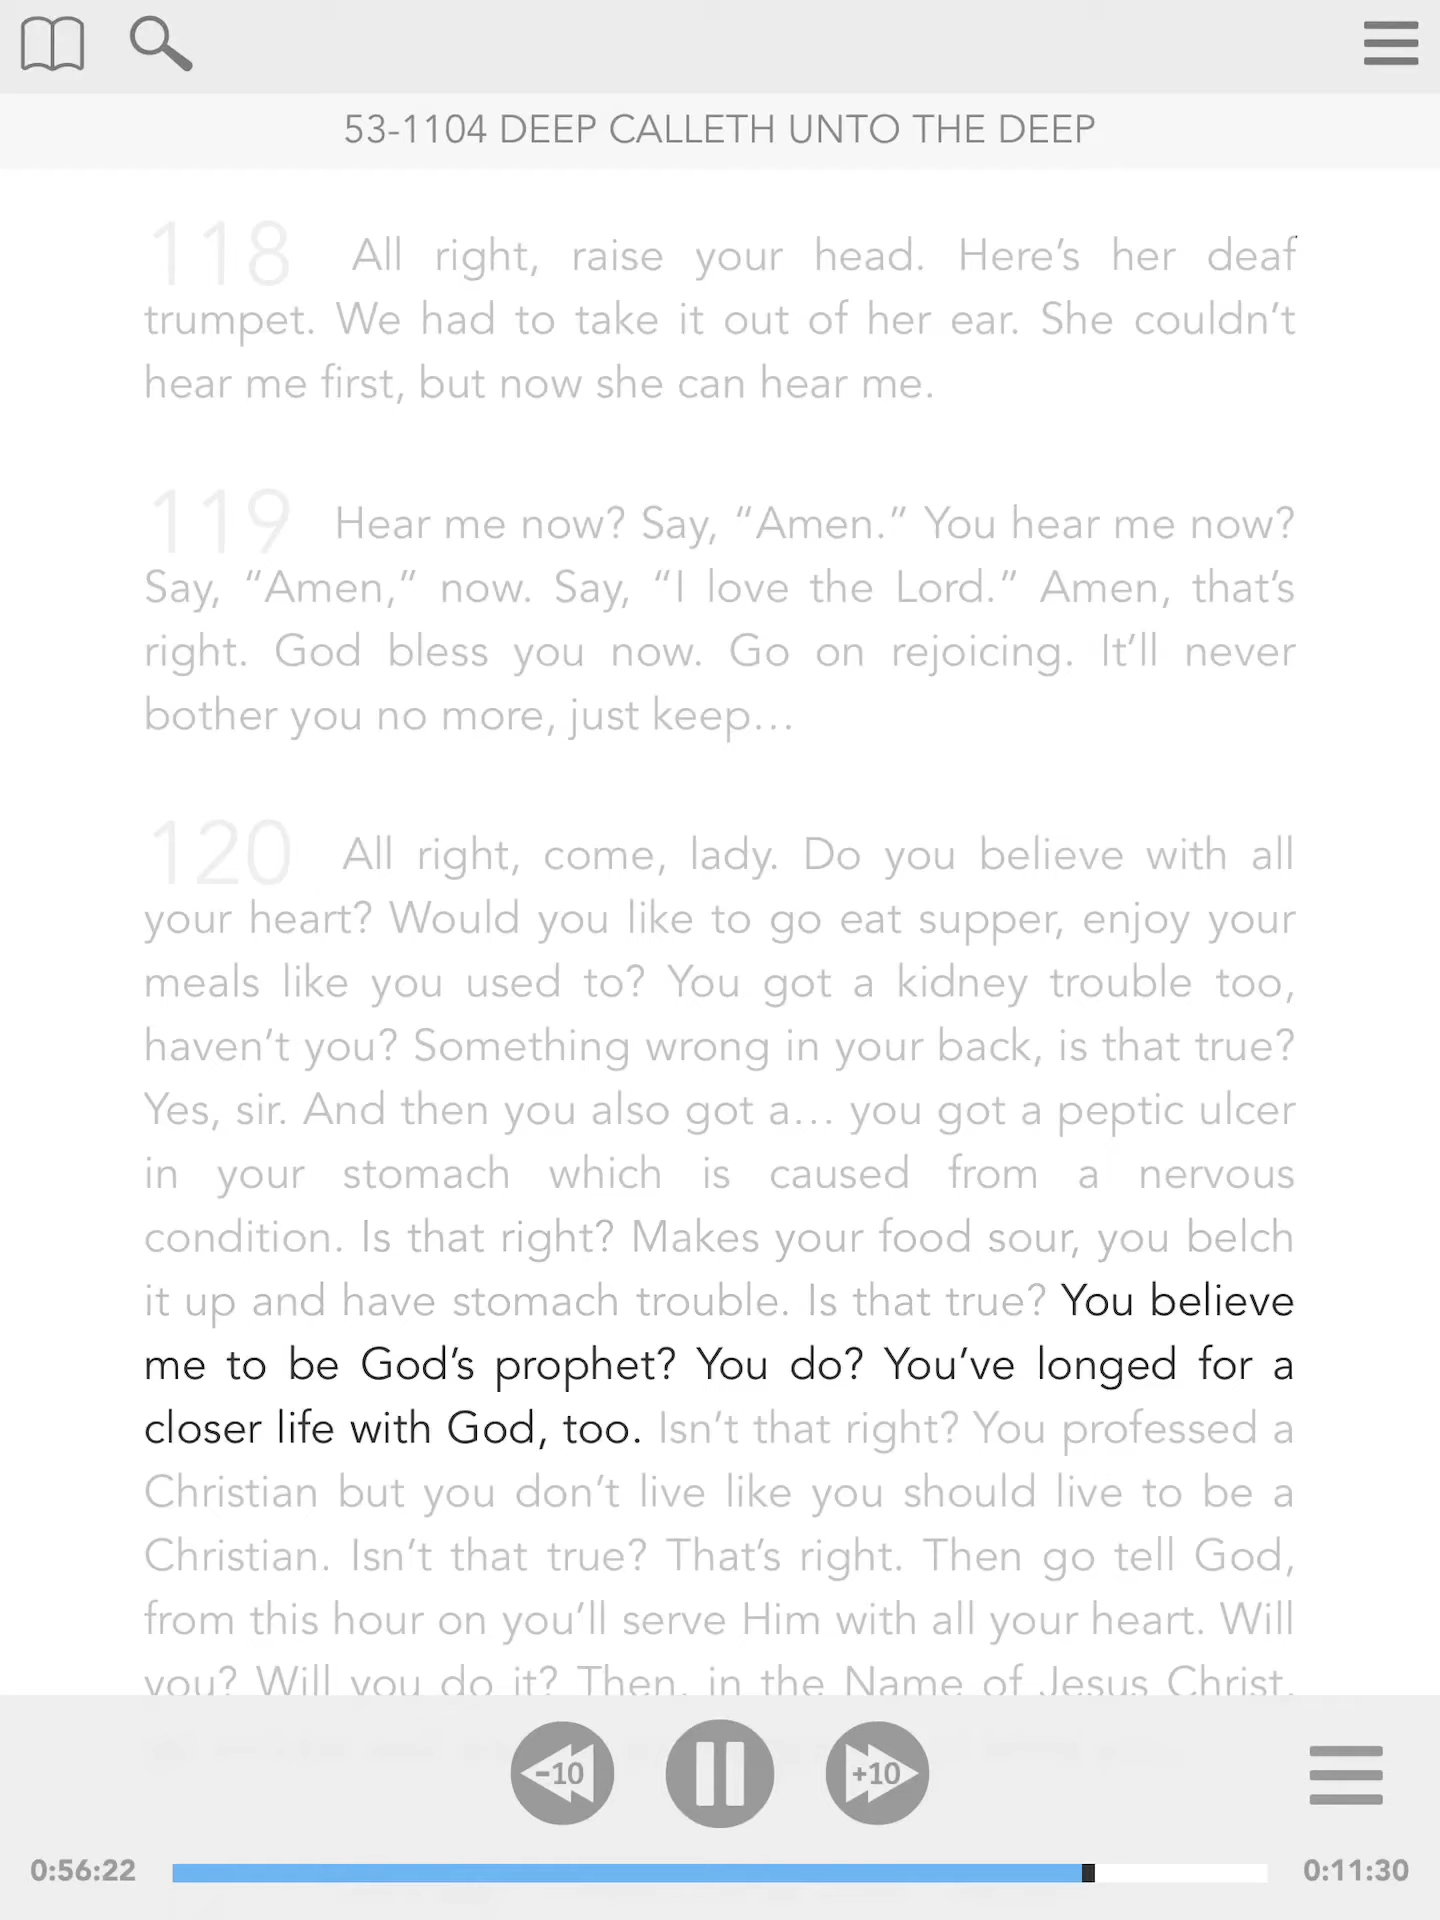 53-1104 DEEP CALLETH UNTO THE DEEP
118 All right, raise your head. Here’s her deaf
trumpet. We had to take it out of her ear. She couldn’t
hear me first, but now she can hear me.
119 Hear me now? Say, “Amen.” You hear me now?
Say, “Amen,” now. Say, “I love the Lord.” Amen, that’s
right. God bless you now. Go on rejoicing. It’ll never
bother you no more, just keep…
120 All right, come, lady. Do you believe with all
your heart? Would you like to go eat supper, enjoy your
meals like you used to? You got a kidney trouble too,
haven’t you? Something wrong in your back, is that true?
Yes, sir. And then you also got a… you got a peptic ulcer
in your stomach which is caused from a nervous
condition. Is that right? Makes your food sour, you belch
it up and have stomach trouble. Is that true? You believe
me to be God’s prophet? You do? You’ve longed for a
closer life with God, too. Isn’t that right? You professed a
Christian but you don’t live like you should live to be a
Christian. Isn’t that true? That’s right. Then go tell God,
from this hour on you’ll serve Him with all your heart. Will
you? Will you do it? Then, in the Name of Jesus Christ,
-10 +10
0:56:22 0:11:30